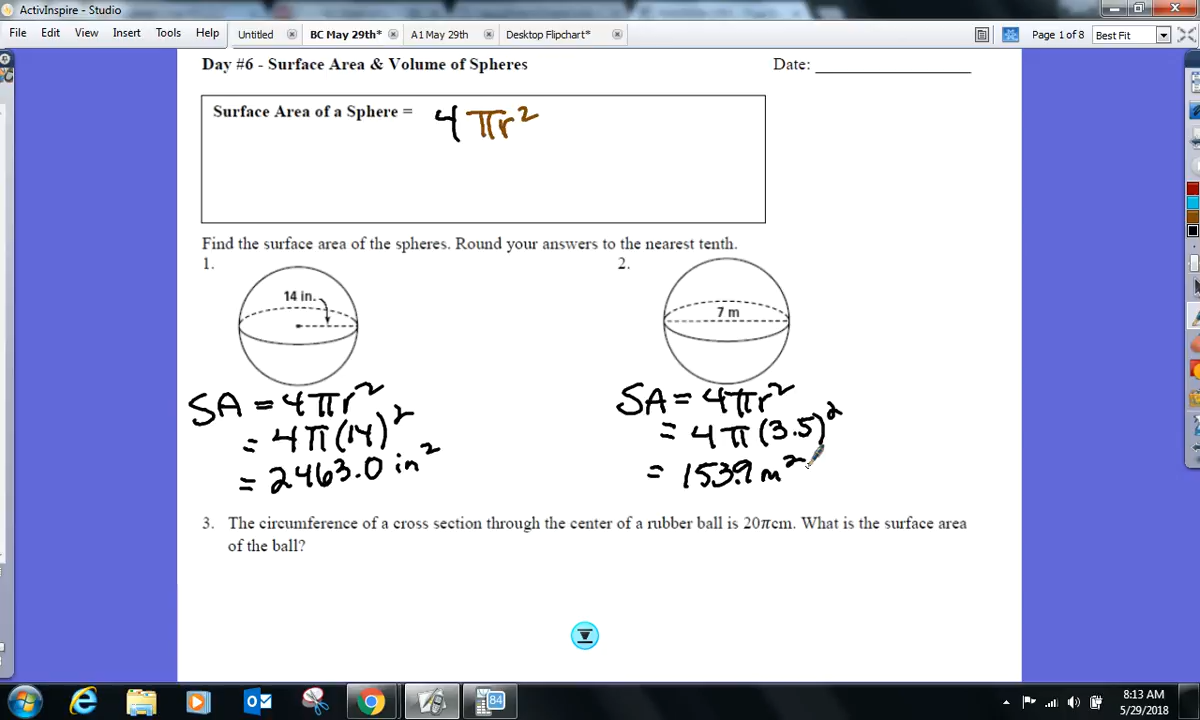 ActivInspire - Studio
File Edit View Insert Tools Help Untitled BC May 29th* A1 May 29th Desktop Flipchart* Page 1 of 8 Best Fit
Day #6 - Surface Area & Volume of Spheres Date: _______________
Surface Area of a Sphere = 4πr²
Find the surface area of the spheres. Round your answers to the nearest tenth.
1. 2.
14 in.
7 m
SA = 4πr²
= 4π(14)²
= 2463.0 in²
SA = 4πr²
= 4π(3.5)²
= 153.9 m²
3. The circumference of a cross section through the center of a rubber ball is 20πcm. What is the surface area
of the ball?
84
8:13 AM
5/29/2018